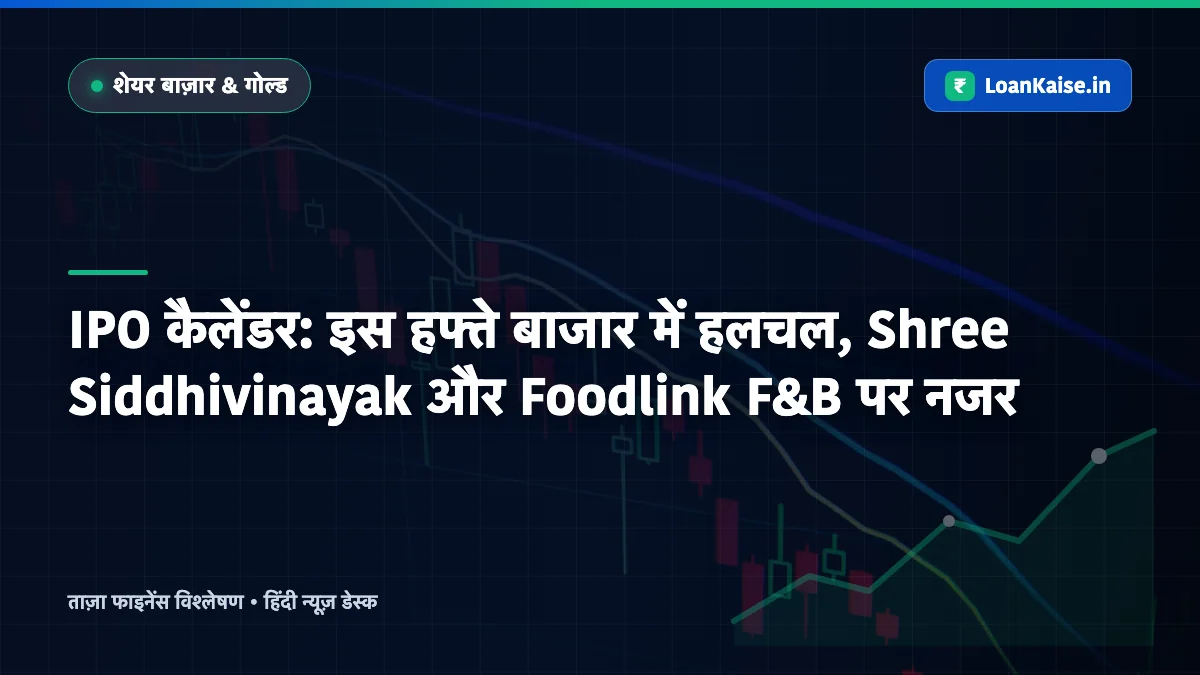 शेयर बाज़ार & गोल्ड
₹ LoanKaise.in
IPO कैलेंडर: इस हफ्ते बाजार में हलचल, Shree
Siddhivinayak और Foodlink F&B पर नजर
ताज़ा फाइनेंस विश्लेषण • हिंदी न्यूज़ डेस्क